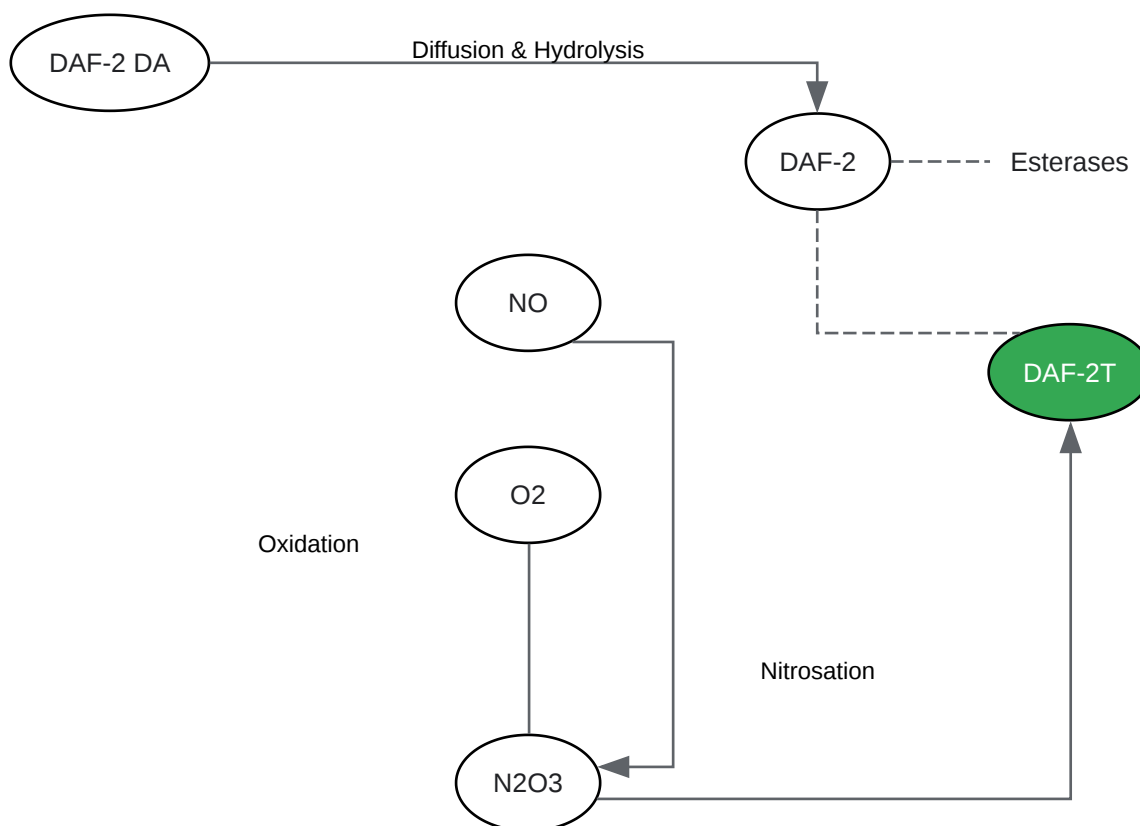 DAF-2 DA
Diffusion & Hydrolysis
DAF-2
Esterases
NO
DAF-2T
O2
Oxidation
Nitrosation
N2O3